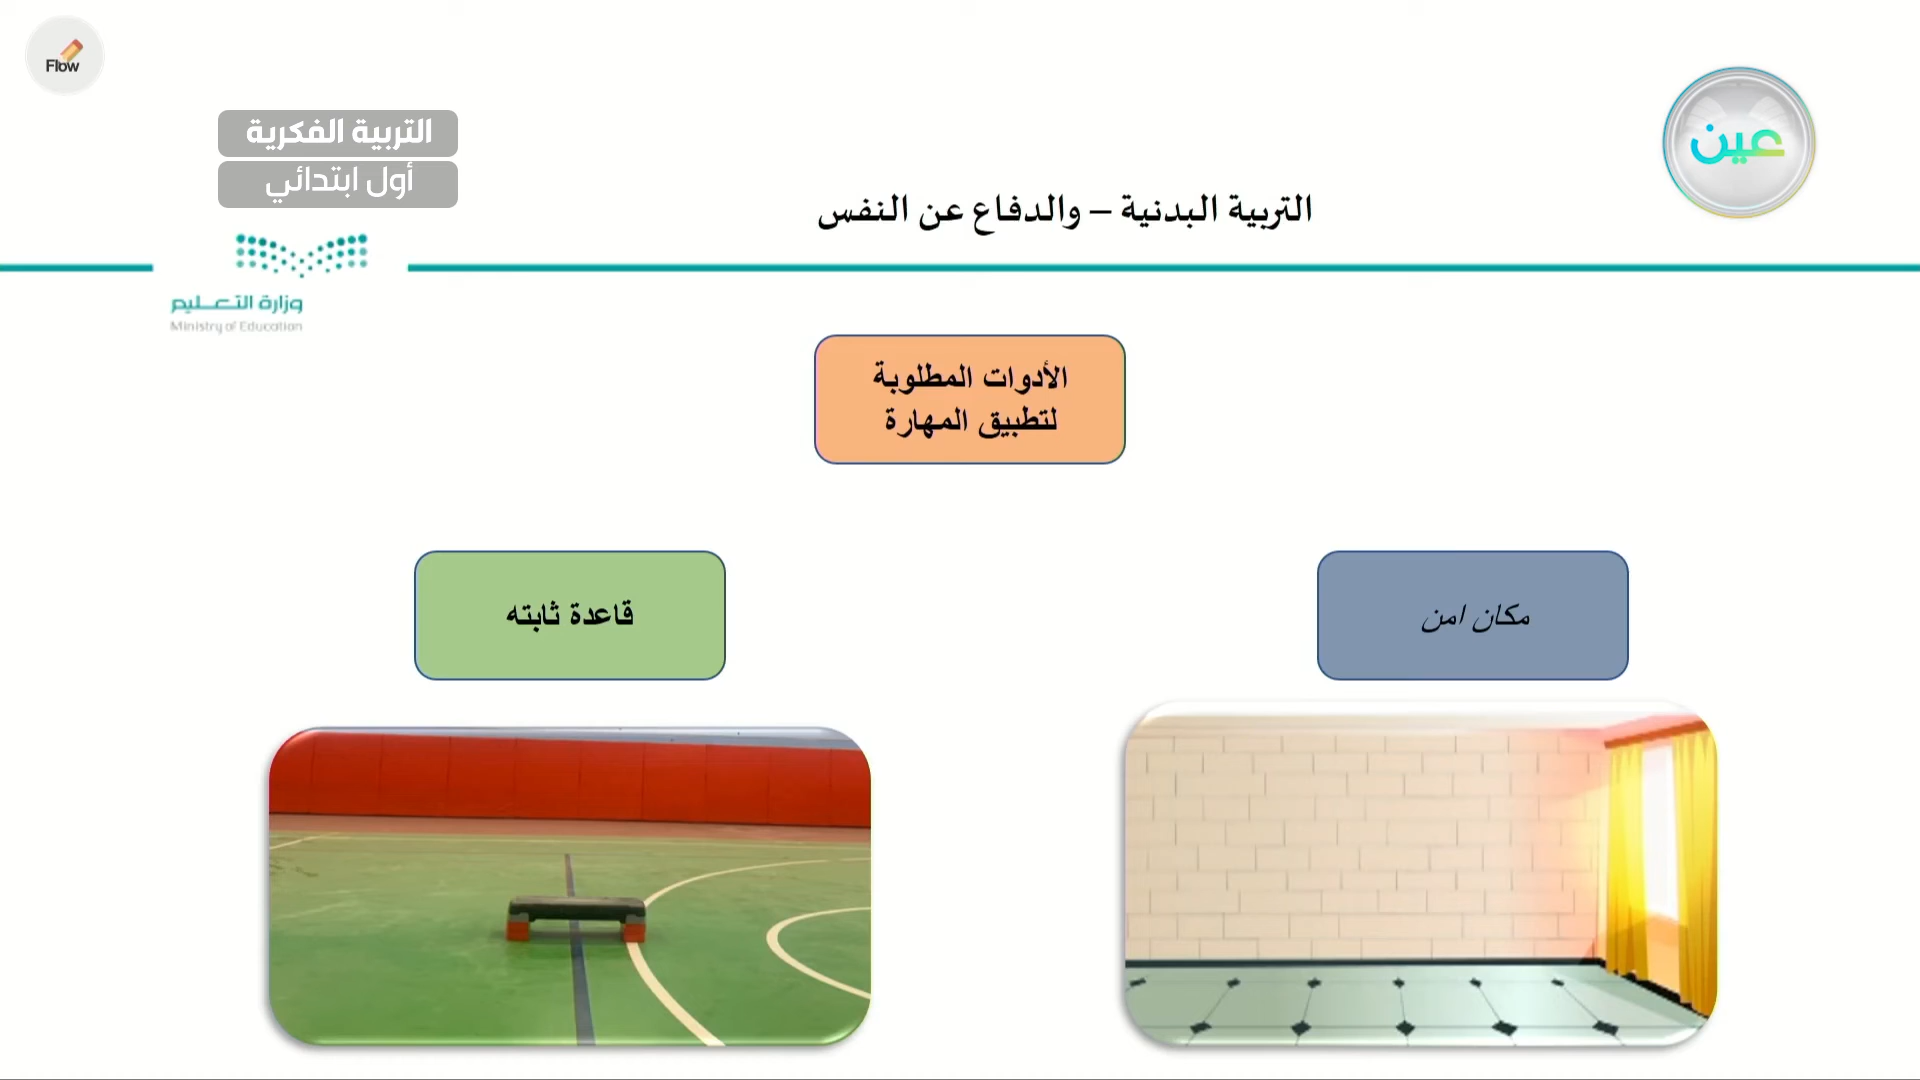 Flow
عين
التربية الفكرية
أول ابتدائي
التربية البدنية – والدفاع عن النفس
وزارة التعليم
Ministry of Education
الأدوات المطلوبة
لتطبيق المهارة
مكان امن
قاعدة ثابته